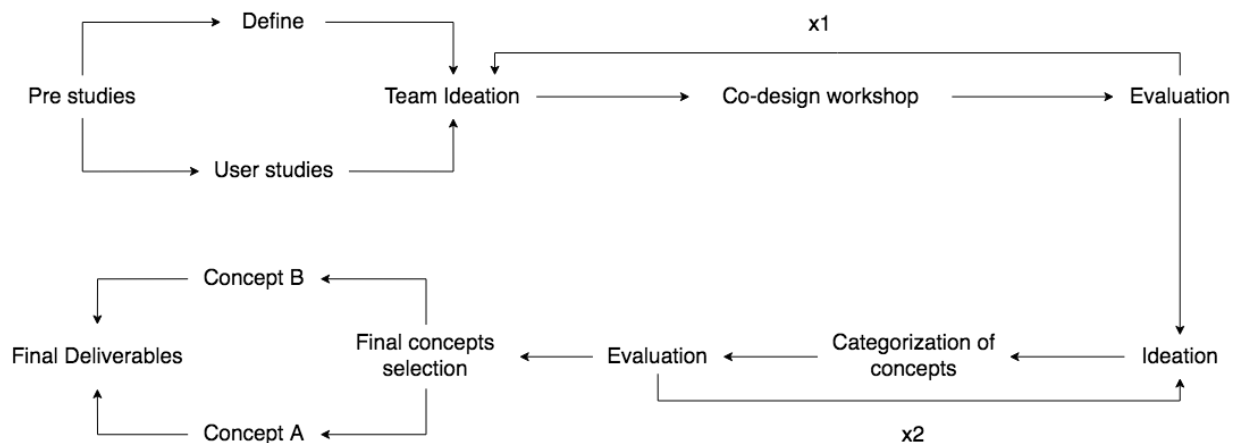 x1
Define
Pre studies
Team Ideation
Co-design workshop
Evaluation
User studies
Concept B
Final Deliverables
Final concepts
selection
Evaluation
Categorization of
concepts
Ideation
Concept A
x2